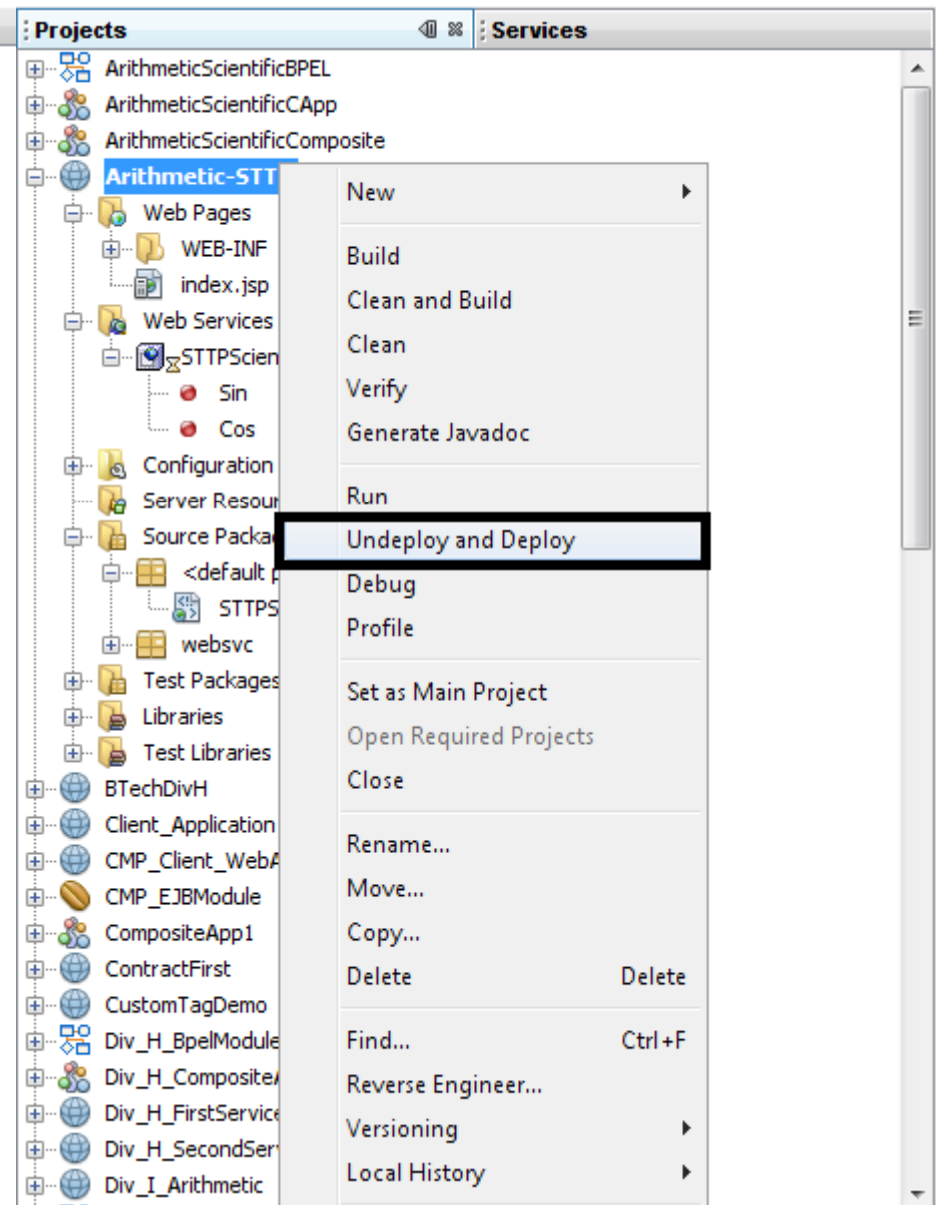 Projects
Services
ArithmeticScientificBPEL
ArithmeticScientificCApp
ArithmeticScientificComposite
Arithmetic-STT
Web Pages
WEB-INF
index.jsp
Web Services
STTPScien
Sin
Cos
Configuration
Server Resour
Source Packa
<default p
STTPS
websvc
Test Packages
Libraries
Test Libraries
BTechDivH
Client_Application
CMP_Client_WebA
CMP_EJBModule
CompositeApp1
ContractFirst
CustomTagDemo
Div_H_BpelModule
Div_H_Composite
Div_H_FirstService
Div_H_SecondSer
Div_I_Arithmetic
New
Build
Clean and Build
Clean
Verify
Generate Javadoc
Run
Undeploy and Deploy
Debug
Profile
Set as Main Project
Open Required Projects
Close
Rename...
Move...
Copy...
Delete Delete
Find... Ctrl+F
Reverse Engineer...
Versioning
Local History